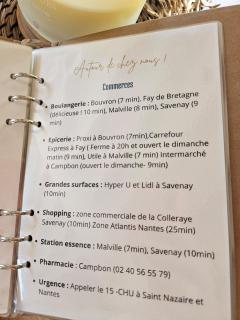 Autour de chez nous !
Commerces
• Boulangerie : Bouvron (7 min), Fay de Bretagne
(délicieuse ! 10 min), Malville (8 min), Savenay (9
min)
• Epicerie : Proxi à Bouvron (7min),Carrefour
Express à Fay ( Ferme à 20h et ouvert le dimanche
matin (9 min), Utile à Malville (7 min) Intermarché
à Campbon (ouvert le dimanche- 9min)
• Grandes surfaces : Hyper U et Lidl à Savenay
(10min)
• Shopping : zone commerciale de la Colleraye
Savenay (10min) Zone Atlantis Nantes (25min)
• Station essence : Malville (7min), Savenay (10min)
• Pharmacie : Campbon (02 40 56 55 79)
• Urgence : Appeler le 15 -CHU à Saint Nazaire et
Nantes